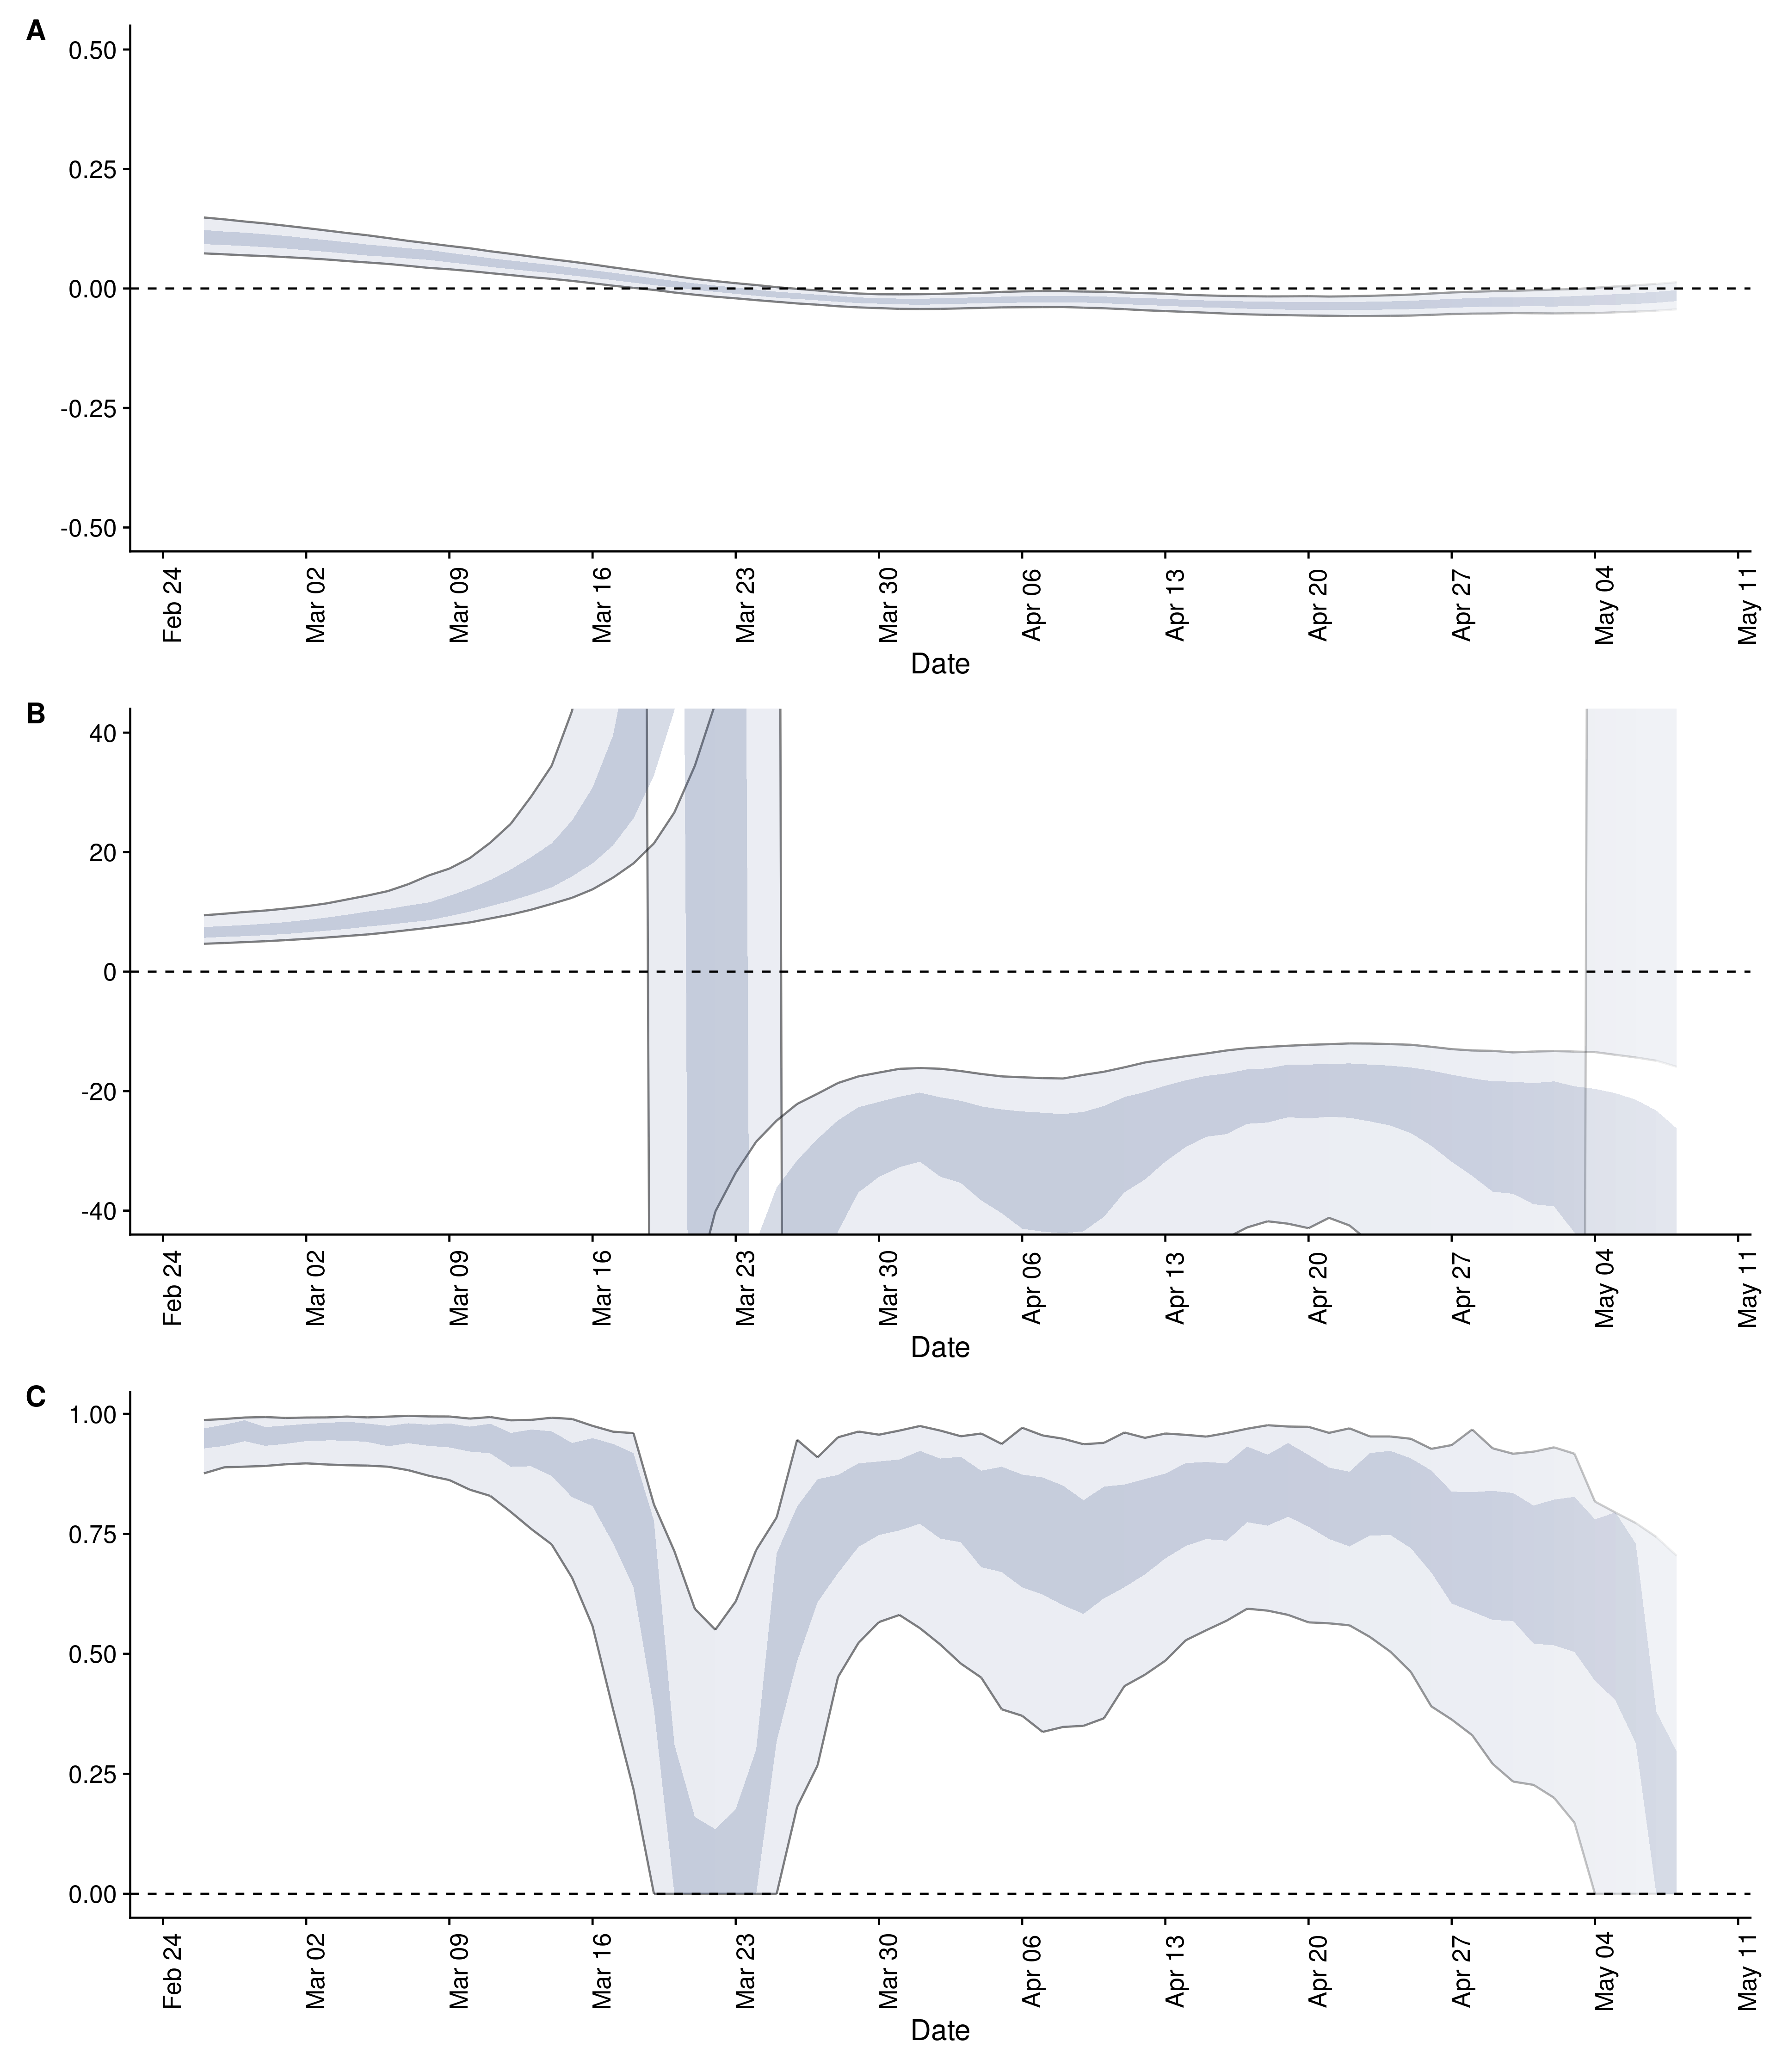 A
0.50
0.25
0.00
-0.25
-0.50
Feb 24
Mar 02
Mar 09
Mar 16
Mar 23
Mar 30
Apr 06
Apr 13
Apr 20
Apr 27
May 04
May 11
Date
B
40
20
0
-20
-40
Feb 24
Mar 02
Mar 09
Mar 16
Mar 23
Mar 30
Apr 06
Apr 13
Apr 20
Apr 27
May 04
May 11
Date
C
1.00
0.75
0.50
0.25
0.00
Feb 24
Mar 02
Mar 09
Mar 16
Mar 23
Mar 30
Apr 06
Apr 13
Apr 20
Apr 27
May 04
May 11
Date